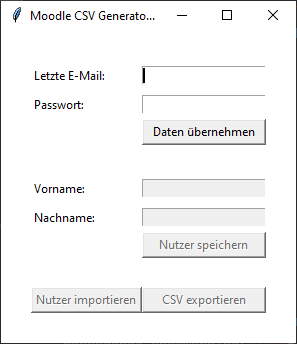 Moodle CSV Generato...
Letzte E-Mail:
Passwort:
Daten übernehmen
Vorname:
Nachname:
Nutzer speichern
Nutzer importieren CSV exportieren